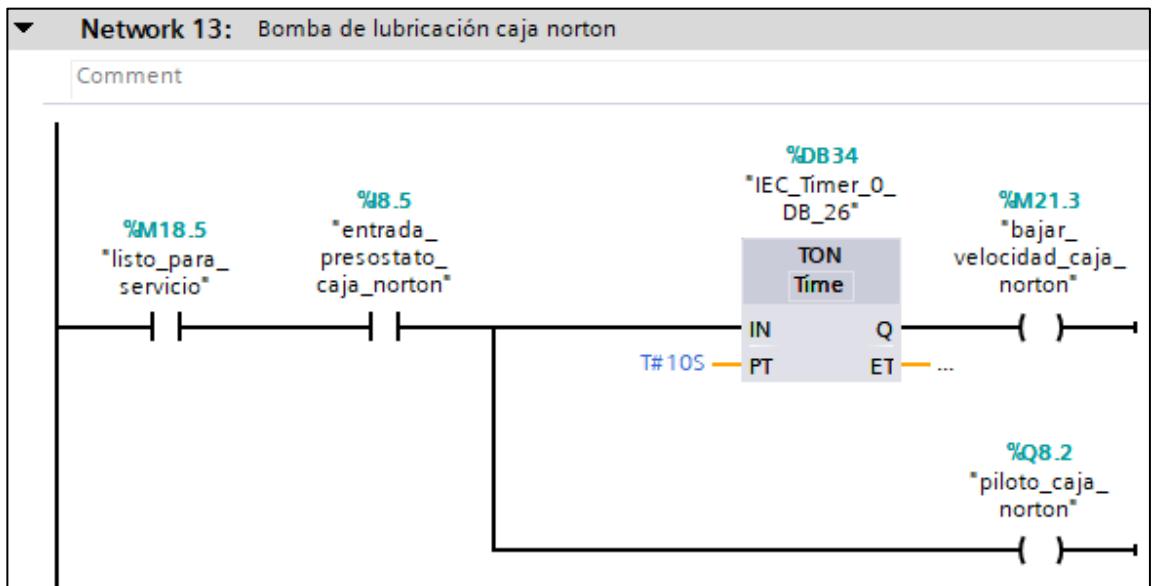 Network 13: Bomba de lubricación caja norton
Comment
%M18.5
"listo_para_
servicio"
%I8.5
"entrada_
presostato_
caja_norton"
%DB34
"IEC_Timer_0_
DB_26"
TON
Time
IN
Q
T#10S
PT
ET
...
%M21.3
"bajar_
velocidad_caja_
norton"
%Q8.2
"piloto_caja_
norton"